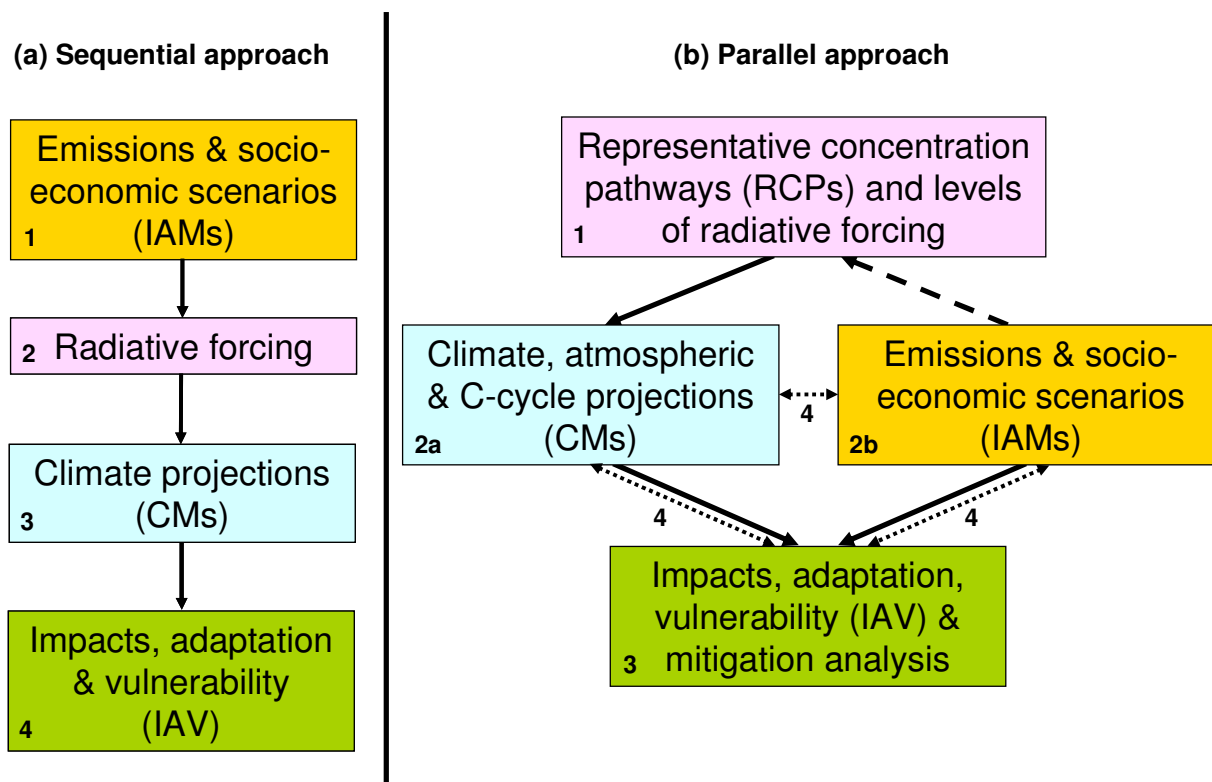 (a) Sequential approach
Emissions & socio-
economic scenarios
(IAMs)
1
2 Radiative forcing
Climate projections
(CMs)
3
Impacts, adaptation
& vulnerability
(IAV)
4
(b) Parallel approach
Representative concentration
pathways (RCPs) and levels
of radiative forcing
1
Climate, atmospheric
& C-cycle projections
(CMs)
2a
4
Emissions & socio-
economic scenarios
(IAMs)
2b
4
4
Impacts, adaptation,
vulnerability (IAV) &
mitigation analysis
3